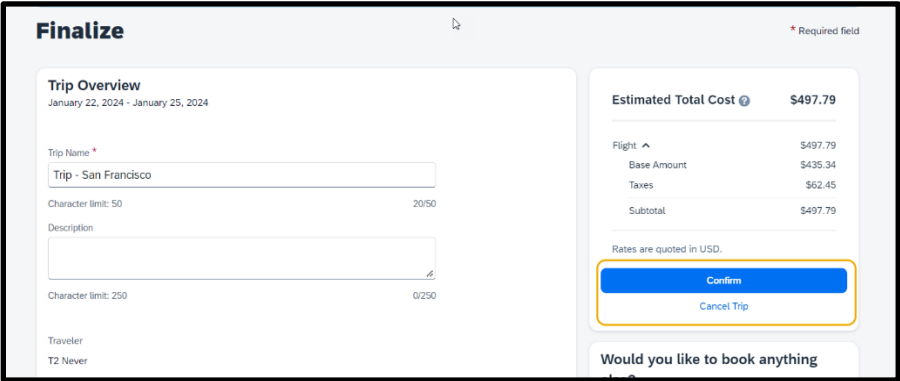 Finalize
* Required field
Trip Overview
January 22, 2024 - January 25, 2024
Trip Name *
Trip - San Francisco
Character limit: 50 20/50
Description
Character limit: 250 0/250
Traveler
T2 Never
Estimated Total Cost ? $497.79
Flight $497.79
Base Amount $435.34
Taxes $62.45
Subtotal $497.79
Rates are quoted in USD.
Confirm
Cancel Trip
Would you like to book anything